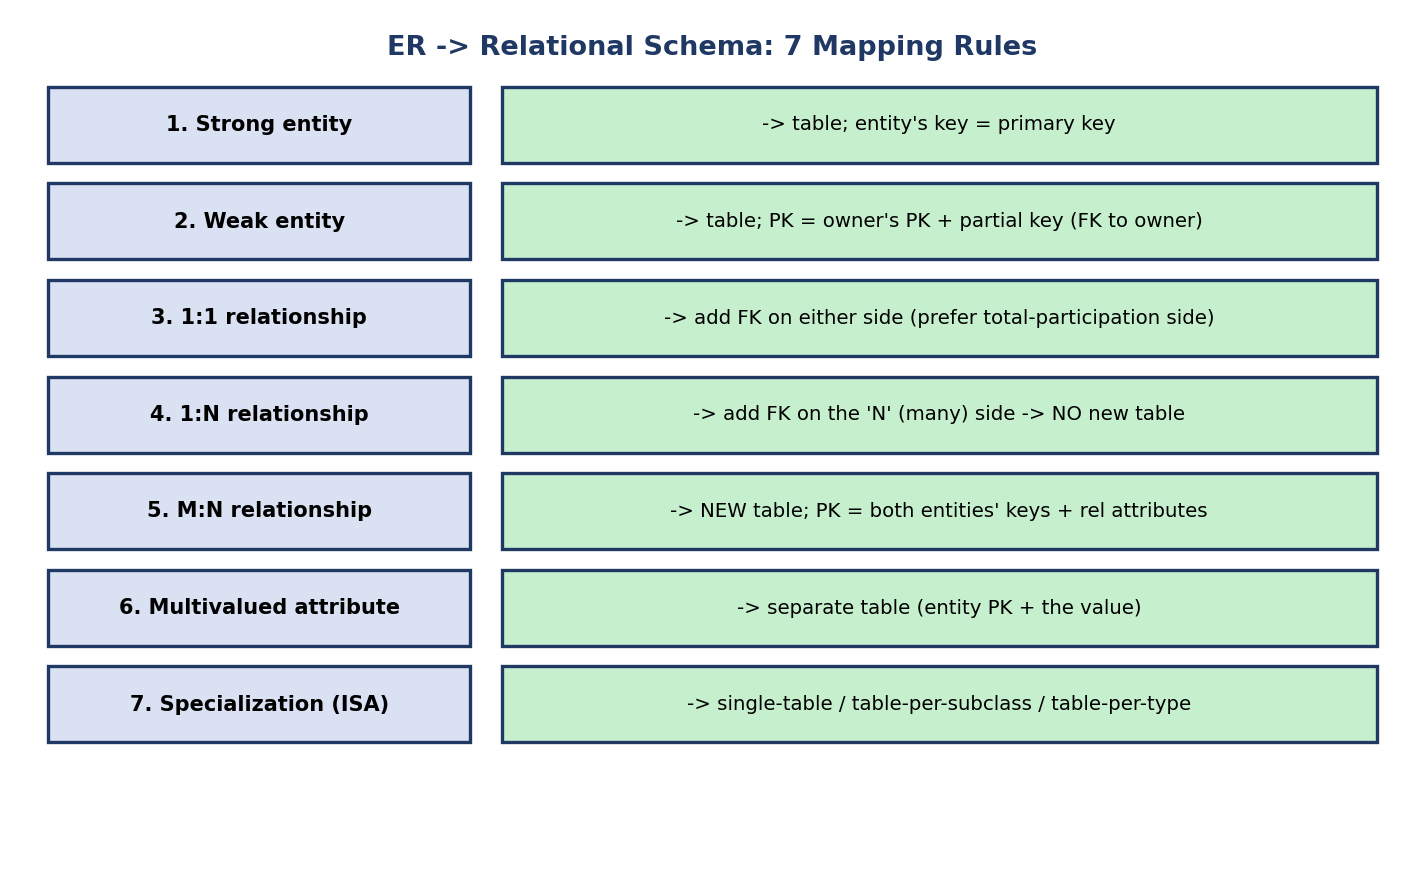 ER -> Relational Schema: 7 Mapping Rules
1. Strong entity
-> table; entity's key = primary key
2. Weak entity
-> table; PK = owner's PK + partial key (FK to owner)
3. 1:1 relationship
-> add FK on either side (prefer total-participation side)
4. 1:N relationship
-> add FK on the 'N' (many) side -> NO new table
5. M:N relationship
-> NEW table; PK = both entities' keys + rel attributes
6. Multivalued attribute
-> separate table (entity PK + the value)
7. Specialization (ISA)
-> single-table / table-per-subclass / table-per-type